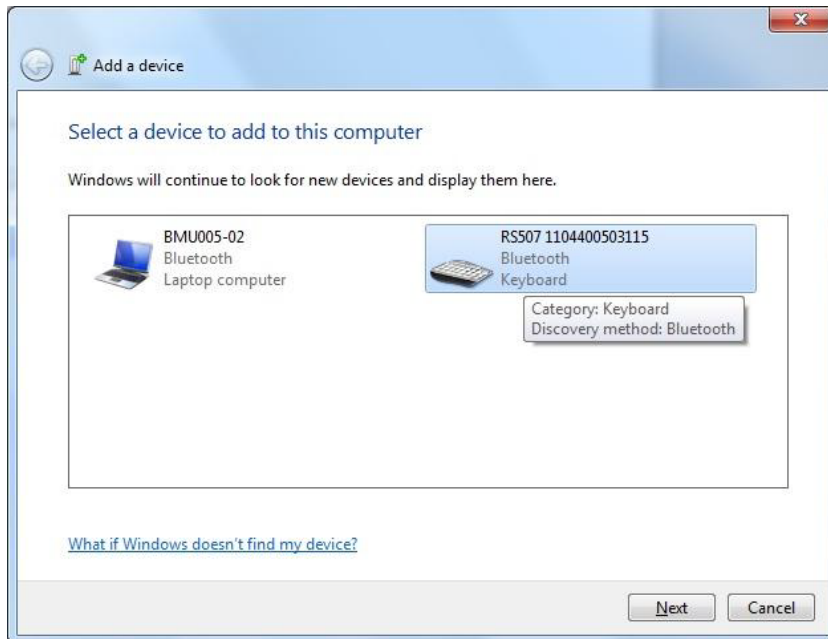 Add a device
Select a device to add to this computer
Windows will continue to look for new devices and display them here.
BMU005-02
Bluetooth
Laptop computer
RS507 1104400503115
Bluetooth
Keyboard
Category: Keyboard
Discovery method: Bluetooth
What if Windows doesn't find my device?
Next
Cancel